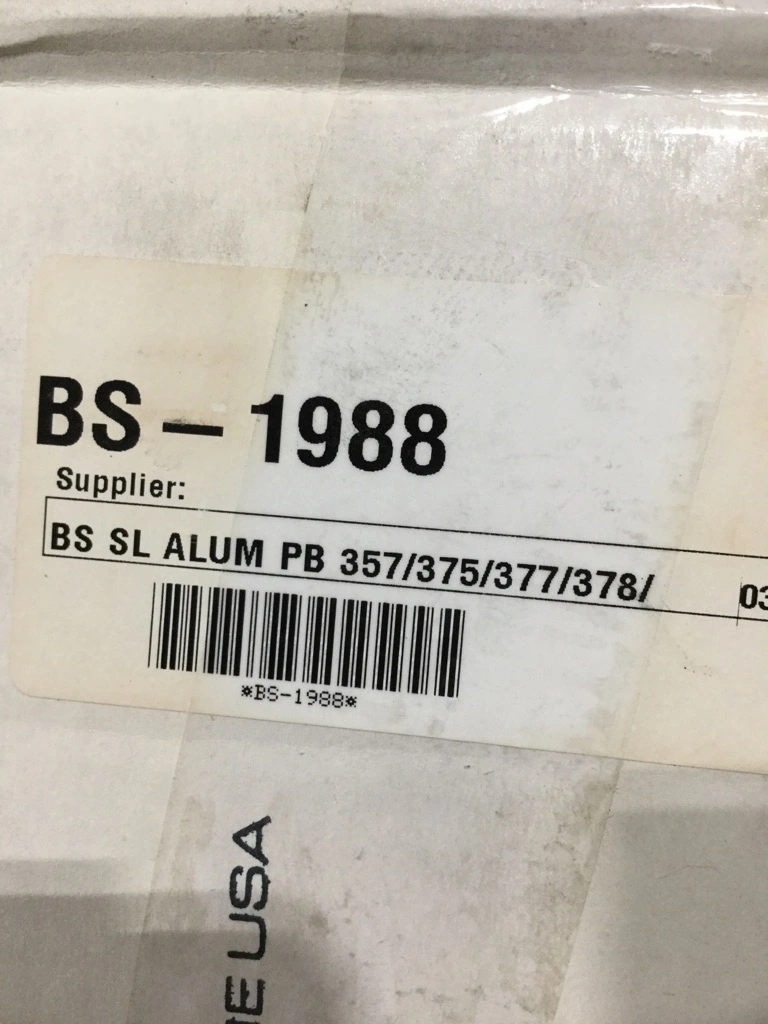 BS – 1988
Supplier:
BS SL ALUM PB 357/375/377/378/ 03
*BS-1988*
USA